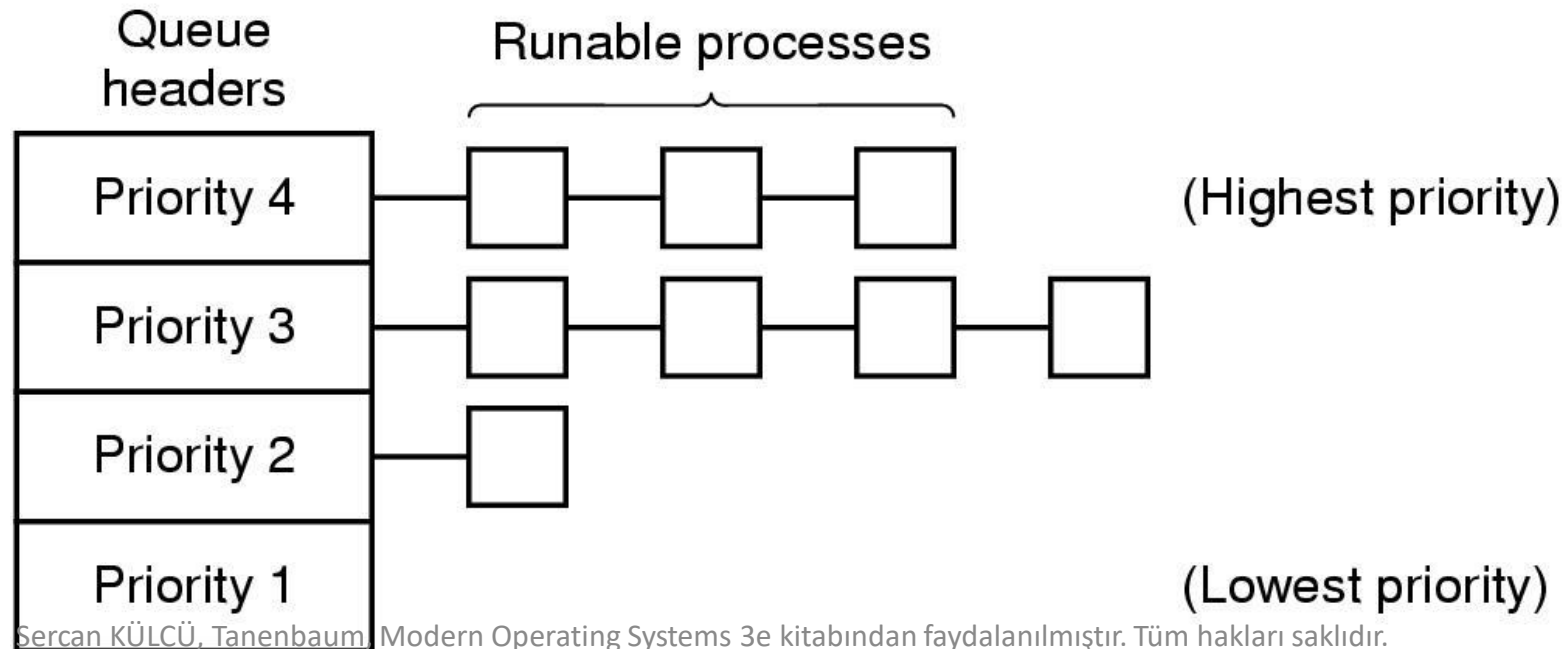 Queue
headers
Runable processes
Priority 4
(Highest priority)
Priority 3
Priority 2
Priority 1
(Lowest priority)
Sercan KÜLCÜ, Tanenbaum, Modern Operating Systems 3e kitabından faydalanılmıştır. Tüm hakları saklıdır.